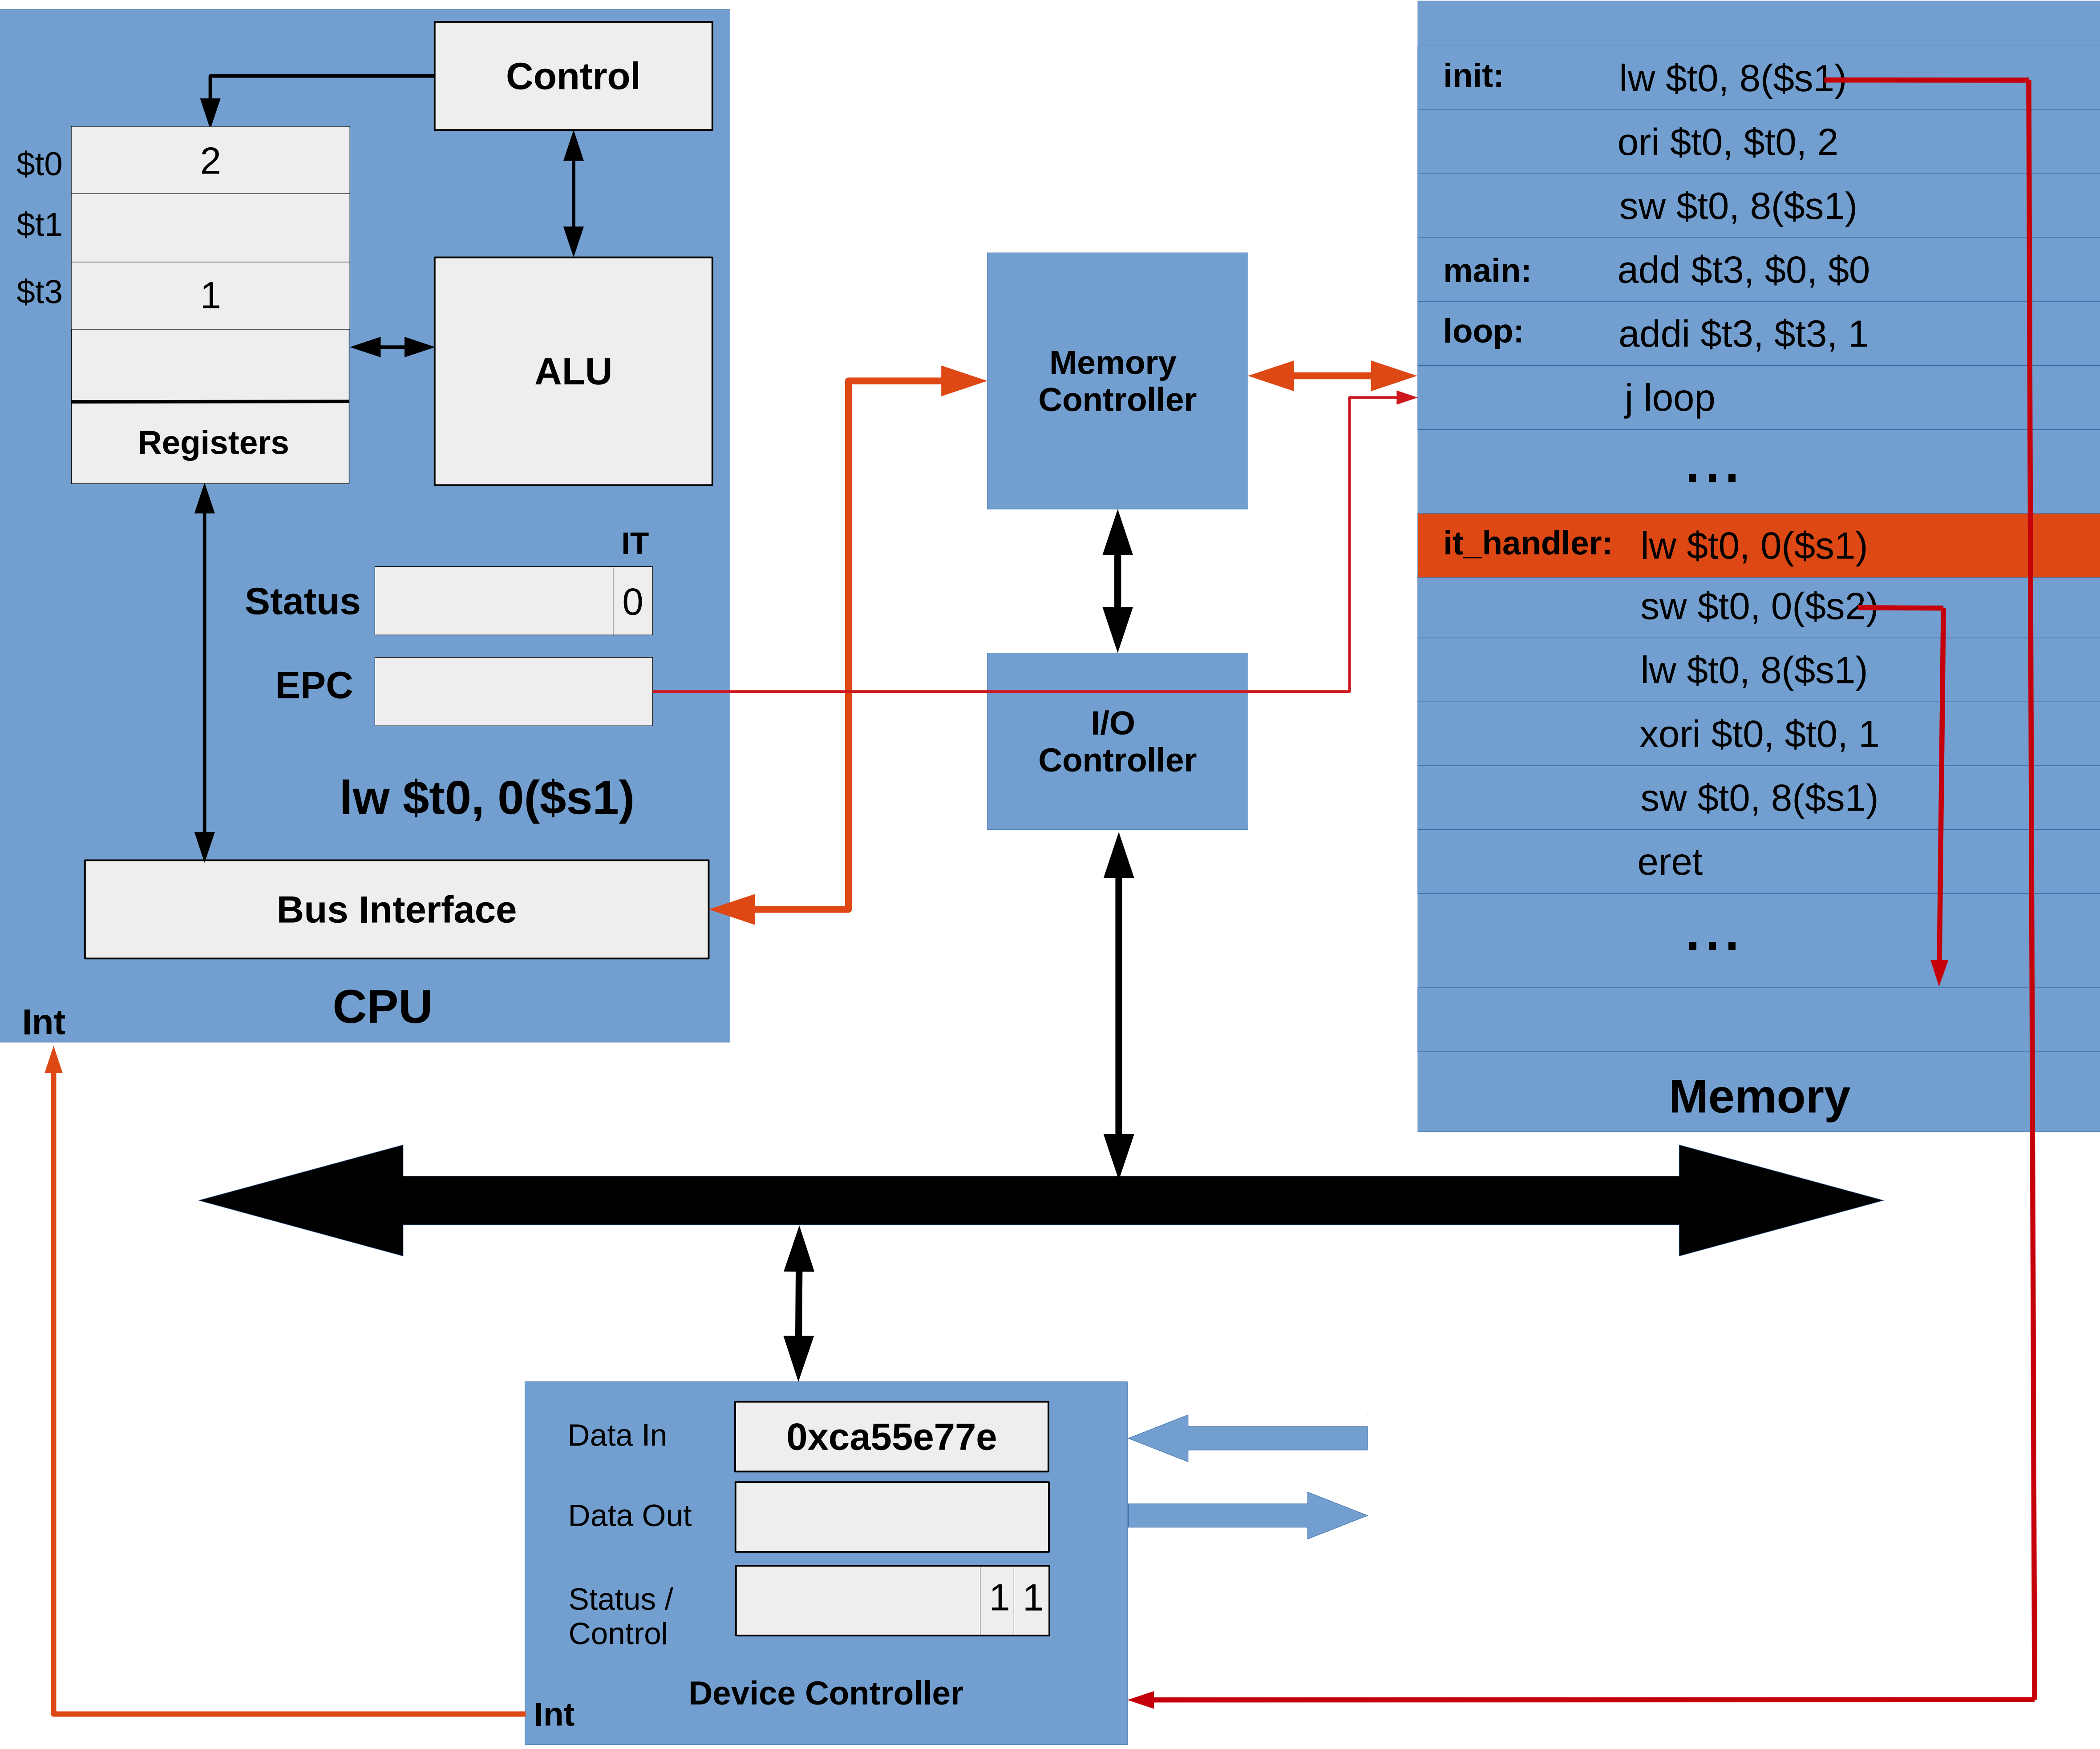 Control
$t0
2
$t1
$t3
1
ALU
Registers
IT
Status
0
EPC
lw $t0, 0($s1)
Bus Interface
CPU
Int
Memory
Controller
I/O
Controller
init: lw $t0, 8($s1)
ori $t0, $t0, 2
sw $t0, 8($s1)
main: add $t3, $0, $0
loop: addi $t3, $t3, 1
j loop
...
it_handler: lw $t0, 0($s1)
sw $t0, 0($s2)
lw $t0, 8($s1)
xori $t0, $t0, 1
sw $t0, 8($s1)
eret
...
Memory
Data In
0xca55e77e
Data Out
Status /
Control
1 1
Device Controller
Int